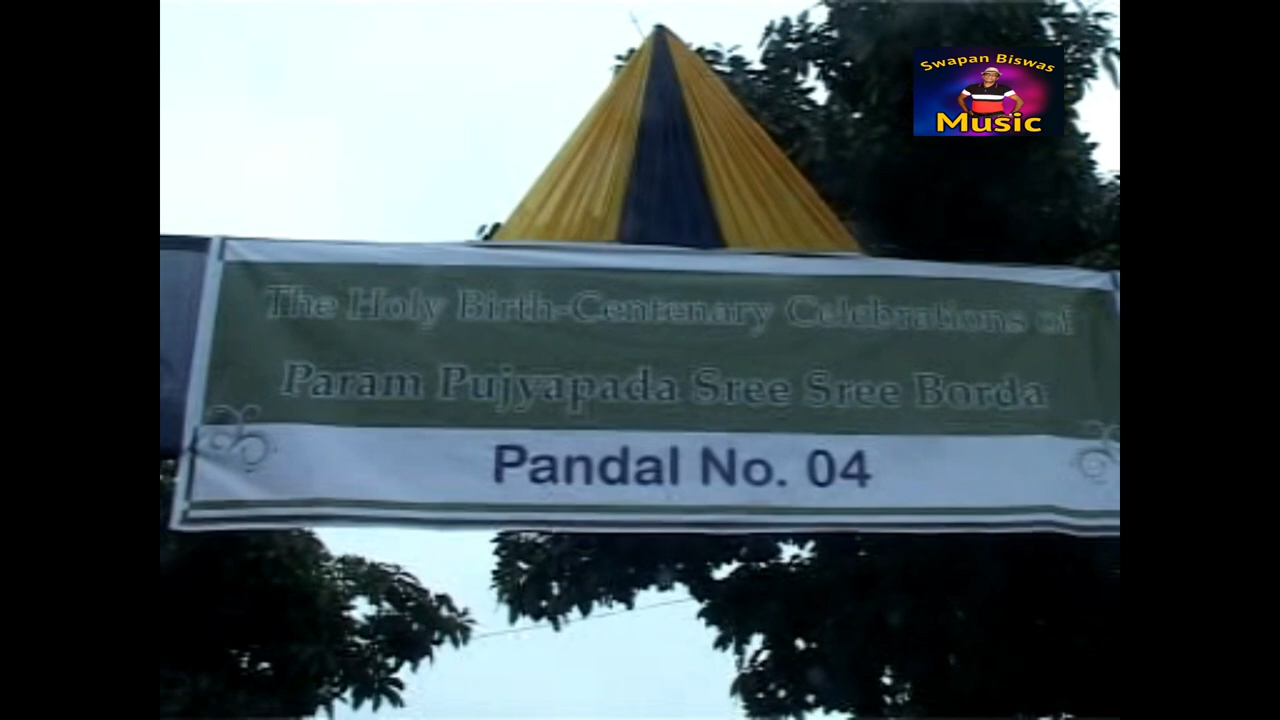 Swapan Biswas
Music
The Holy Birth-Centenary Celebrations of
Param Pujyapada Sree Sree Borda
Pandal No. 04